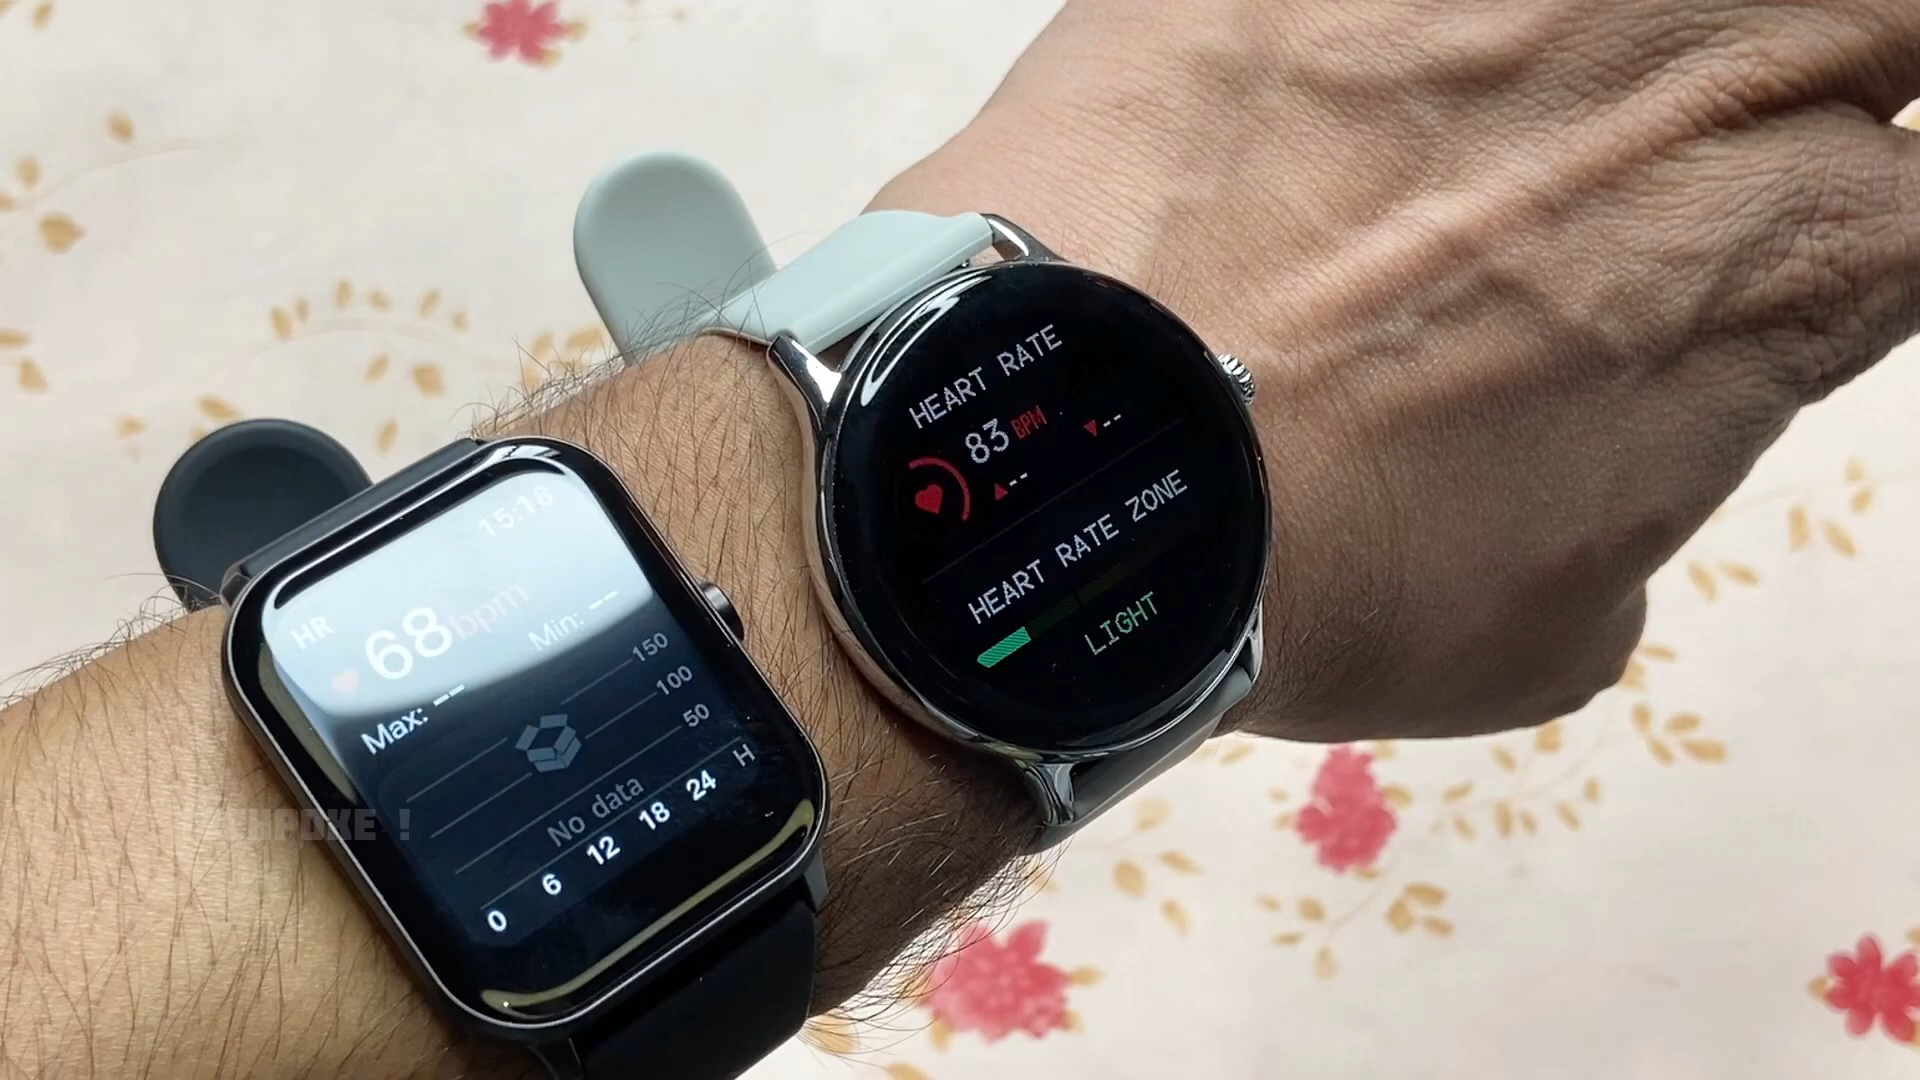 15:18
HR
68bpm
Max: --
Min: --
150
100
50
No data
0 6 12 18 24 H
HEART RATE
83 BPM
▲-- ▼--
HEART RATE ZONE
LIGHT